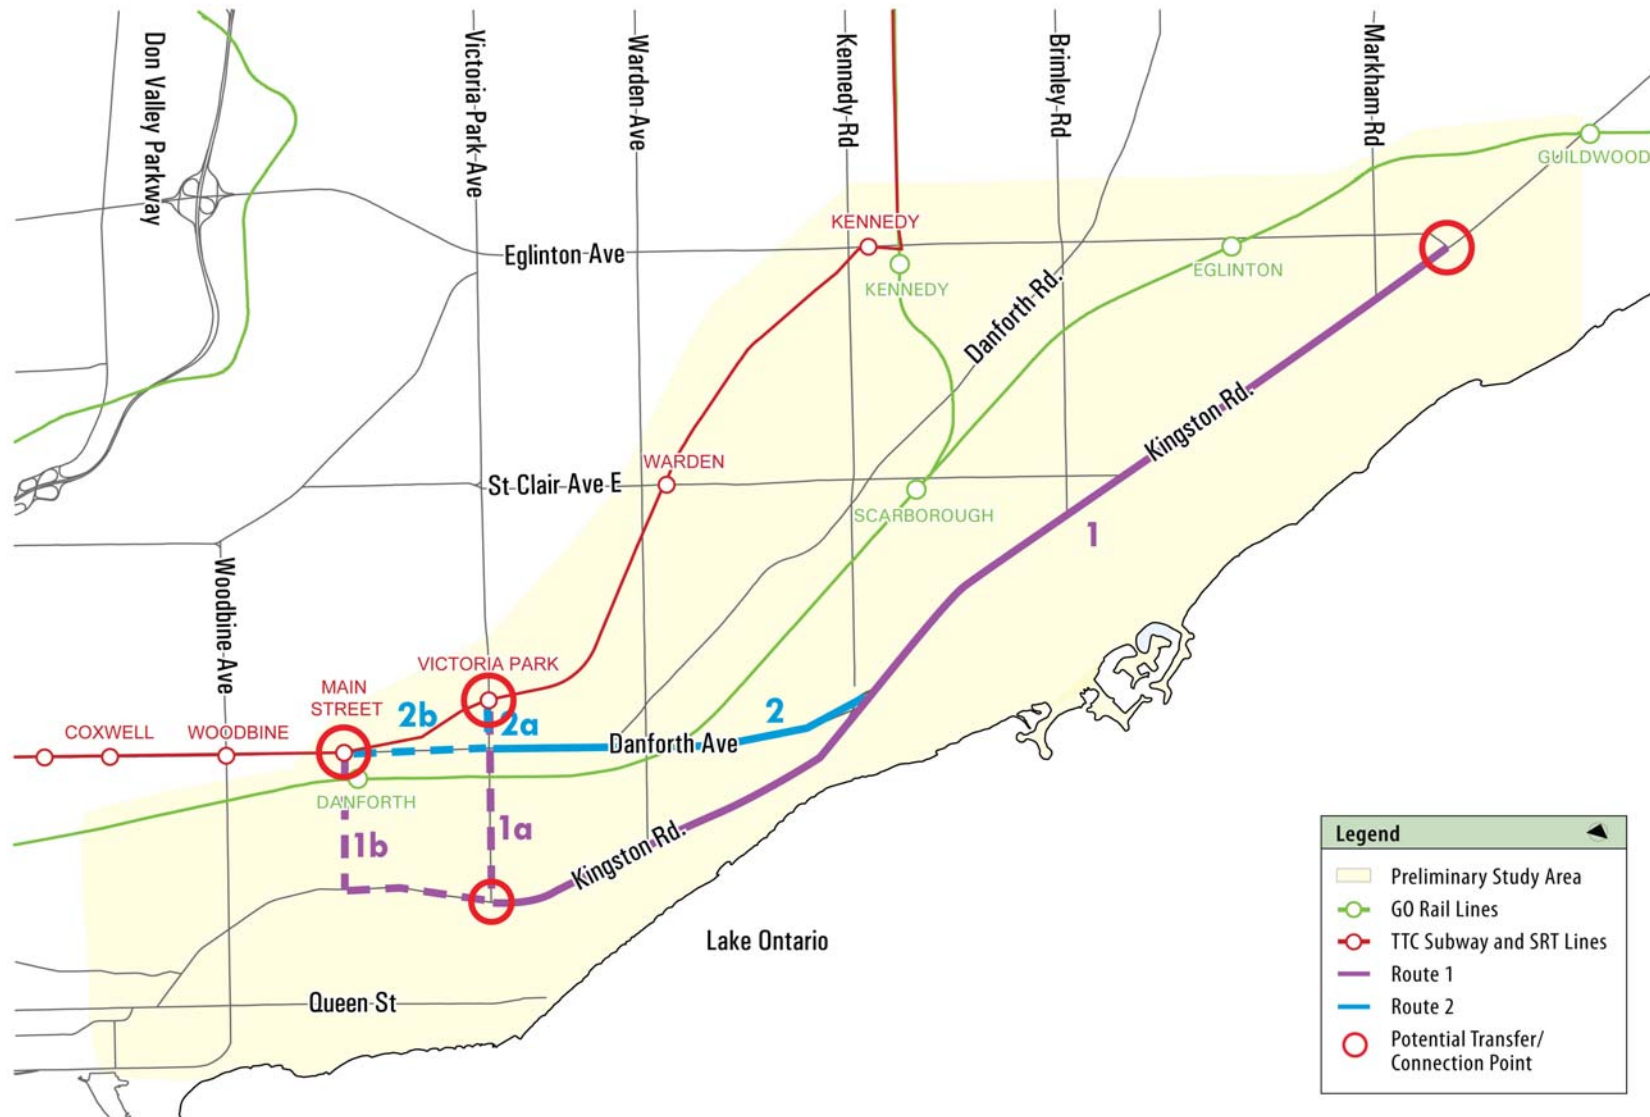 Don Valley Parkway
Victoria Park Ave
Warden Ave
Kennedy Rd
Brimley Rd
Markham Rd
GUILDWOOD
KENNEDY
Eglinton Ave
KENNEDY
EGLINTON
Danforth Rd.
Kingston Rd.
WARDEN
St Clair Ave E
SCARBOROUGH
1
Woodbine Ave
VICTORIA PARK
MAIN
STREET
2b
2a
2
COXWELL
WOODBINE
Danforth Ave
DANFORTH
1a
1b
Kingston Rd.
Lake Ontario
Queen St
Legend
Preliminary Study Area
GO Rail Lines
TTC Subway and SRT Lines
Route 1
Route 2
Potential Transfer/
Connection Point